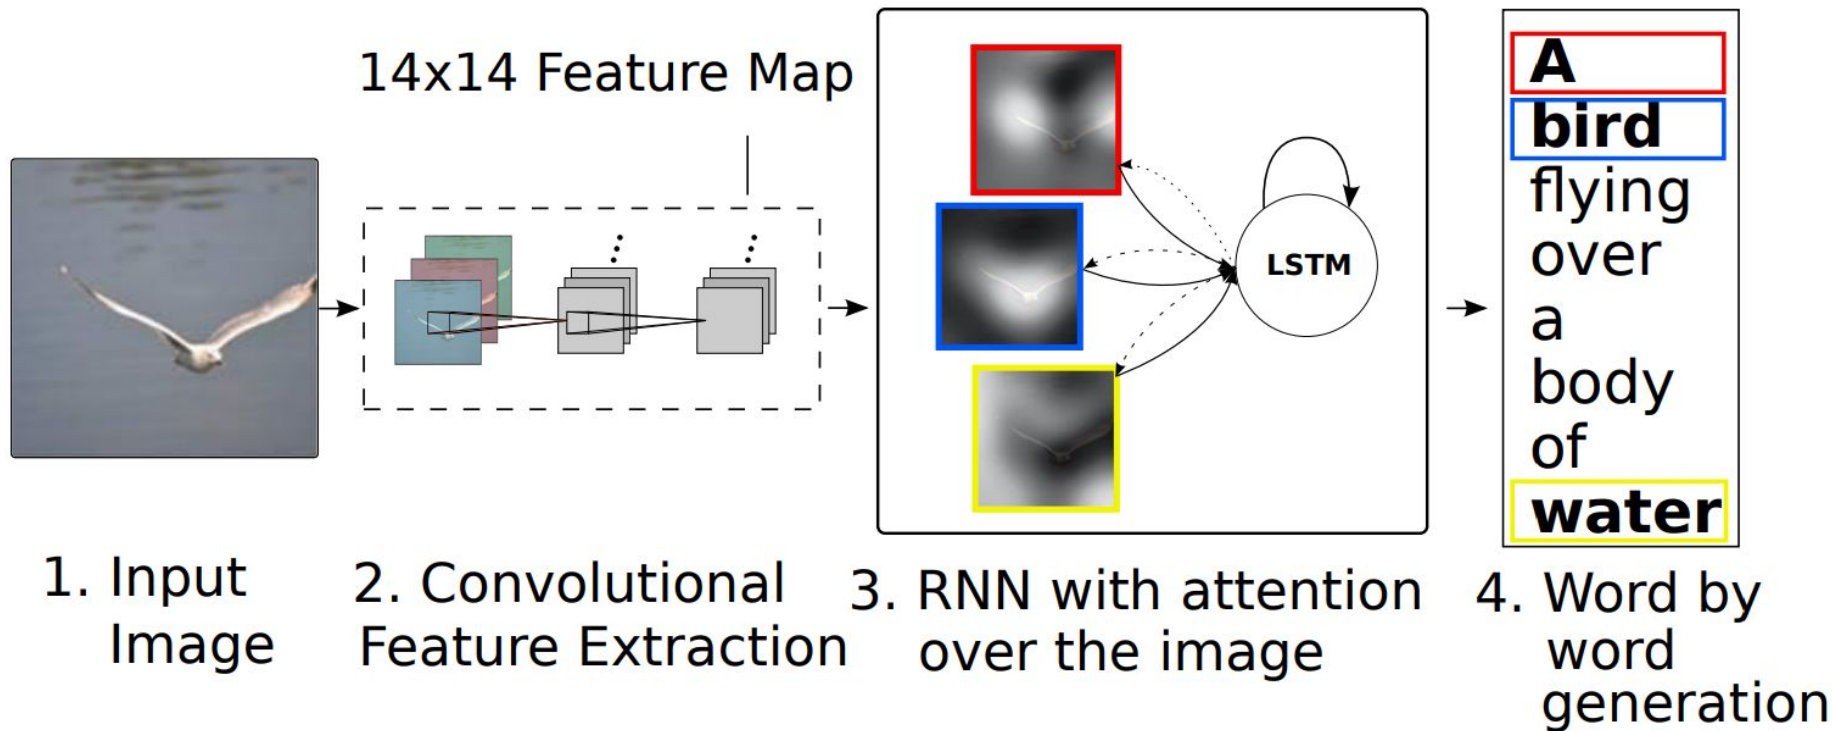 14x14 Feature Map
LSTM
A
bird
flying
over
a
body
of
water
1. Input
Image
2. Convolutional
Feature Extraction
3. RNN with attention
over the image
4. Word by
word
generation